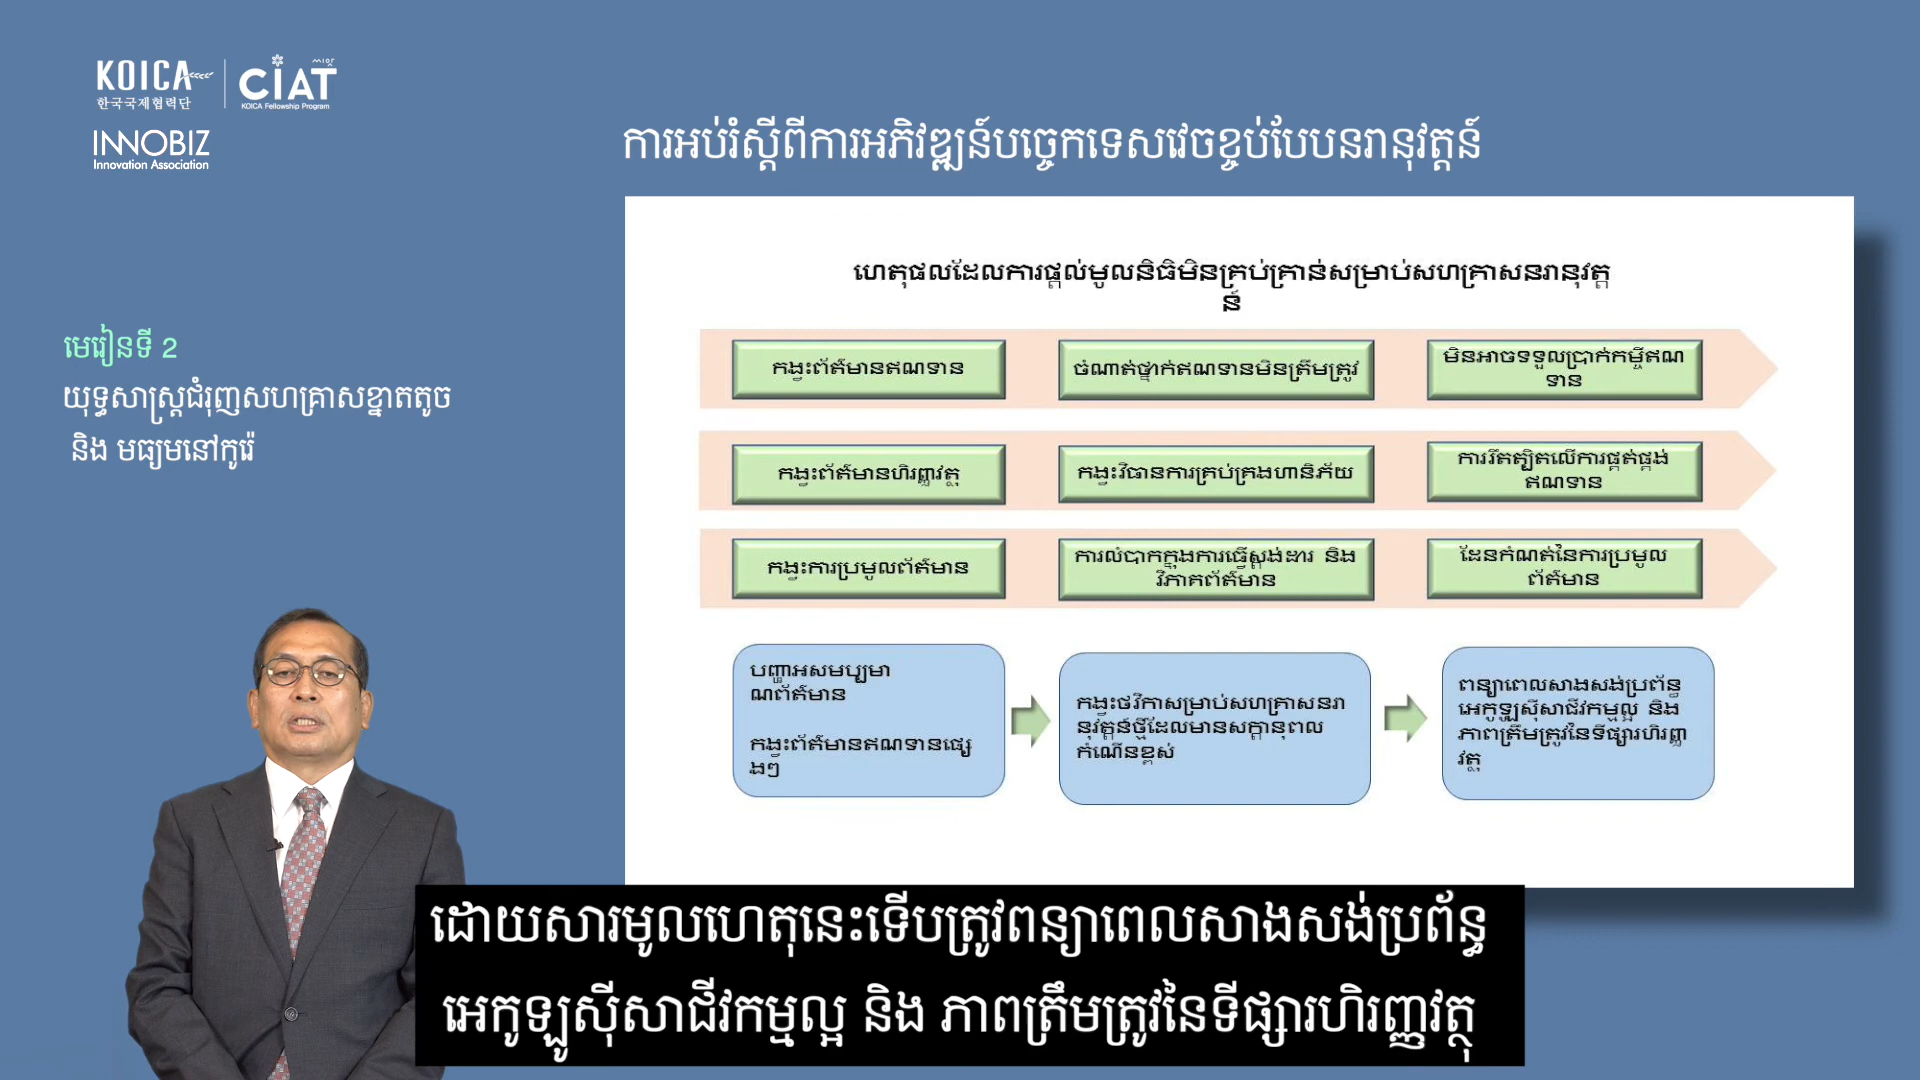 KOICA
한국국제협력단
CIAT
KOICA Fellowship Program
INNOBIZ
Innovation Association
ការអប់រំស្តីពីការអភិវឌ្ឍន៍បច្ចេកទេសវេចខ្ចប់បែបនវានុវត្តន៍
មេរៀនទី 2
យុទ្ធសាស្ត្រជំរុញសហគ្រាសខ្នាតតូច
និង មធ្យមនៅកូរ៉េ
ហេតុផលដែលការផ្តល់មូលនិធិមិនគ្រប់គ្រាន់សម្រាប់សហគ្រាសនវានុវត្ត
ន៍
កង្វះព័ត៌មានឥណទាន
ចំណាត់ថ្នាក់ឥណទានមិនត្រឹមត្រូវ
មិនអាចទទួលប្រាក់កម្ចីឥណ
ទាន
កង្វះព័ត៌មានហិរញ្ញវត្ថុ
កង្វះវិធានការគ្រប់គ្រងហានិភ័យ
ការរឹតត្បិតលើការផ្គត់ផ្គង់
ឥណទាន
កង្វះការប្រមូលព័ត៌មាន
ការលំបាកក្នុងការធ្វើស្តង់ដារ និង
វិភាគព័ត៌មាន
ដែនកំណត់នៃការប្រមូល
ព័ត៌មាន
បញ្ហាអសមប្បមា
ណព័ត៌មាន
កង្វះព័ត៌មានឥណទានផ្សេ
ងៗ
កង្វះថវិកាសម្រាប់សហគ្រាសនវា
នុវត្តន៍ថ្មីដែលមានសក្តានុពល
កំណើនខ្ពស់
ពន្យាពេលសាងសង់ប្រព័ន្ធ
អេកូឡូស៊ីសាជីវកម្មល្អ និង
ភាពត្រឹមត្រូវនៃទីផ្សារហិរញ្ញ
វត្ថុ
ដោយសារមូលហេតុនេះទើបត្រូវពន្យាពេលសាងសង់ប្រព័ន្ធ
អេកូឡូស៊ីសាជីវកម្មល្អ និង ភាពត្រឹមត្រូវនៃទីផ្សារហិរញ្ញវត្ថុ